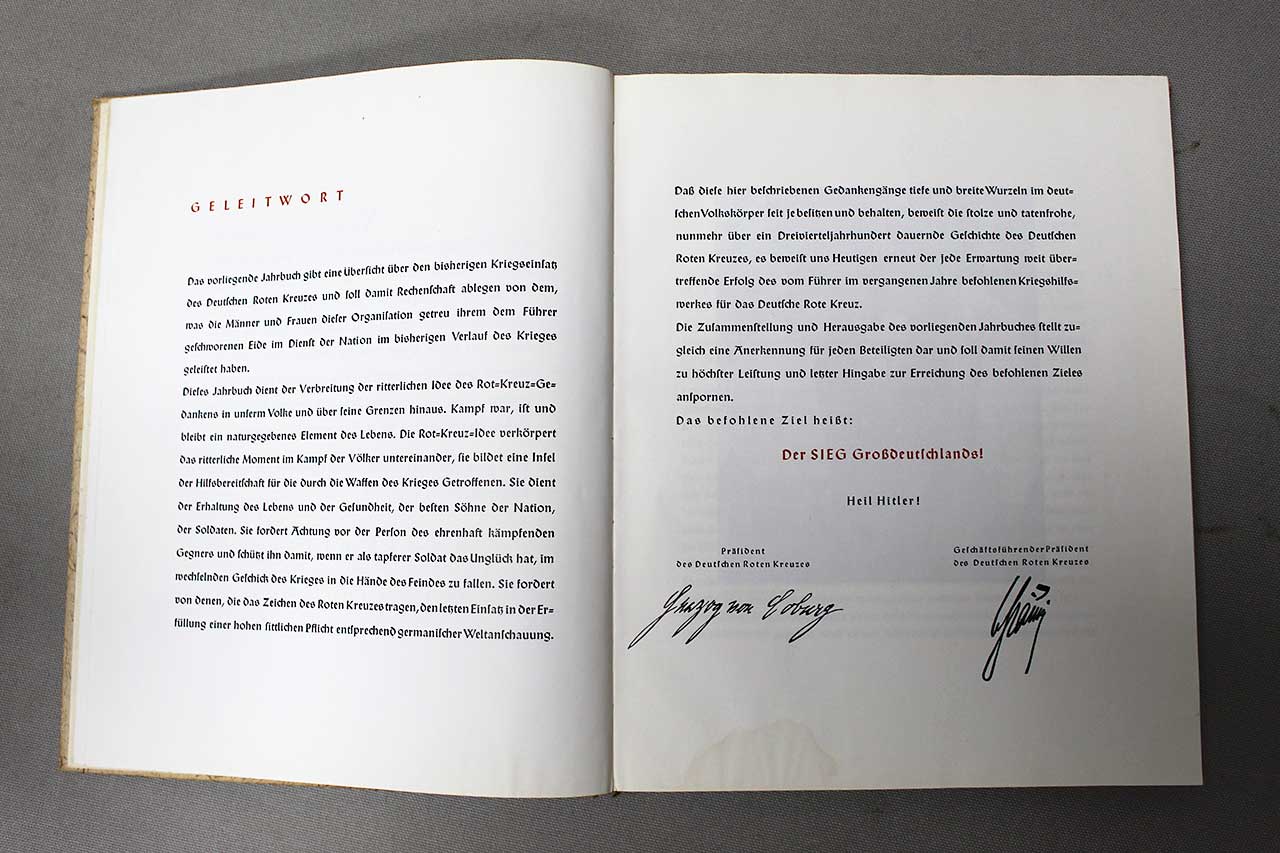 GELEITWORT
Das vorliegende Jahrbuch gibt eine Überſicht über den bisherigen Kriegseinſatz
des Deutſchen Roten Kreuzes und ſoll damit Rechenſchaft ablegen von dem,
was die Männer und Frauen dieſer Organiſation getreu ihrem dem Führer
geſchworenen Eide im Dienſt der Nation im bisherigen Verlauf des Krieges
geleiſtet haben.
Dieſes Jahrbuch dient der Verbreitung der ritterlichen Idee des Rot=Kreuz=Ge=
dankens in unſerm Volke und über ſeine Grenzen hinaus. Kampf war, iſt und
bleibt ein naturgegebenes Element des Lebens. Die Rot=Kreuz=Idee verkörpert
das ritterliche Moment im Kampf der Völker untereinander, ſie bildet eine Inſel
der Hilfsbereitſchaft für die durch die Waffen des Krieges Getroffenen. Sie dient
der Erhaltung des Lebens und der Geſundheit, der beſten Söhne der Nation,
der Soldaten. Sie fordert Achtung vor der Perſon des ehrenhaft kämpfenden
Gegners und ſchützt ihn damit, wenn er als tapferer Soldat das Unglück hat, im
wechſelnden Geſchick des Krieges in die Hände des Feindes zu fallen. Sie fordert
von denen, die das Zeichen des Roten Kreuzes tragen, den letzten Einſatz in der Er=
füllung einer hohen ſittlichen Pflicht entſprechend germaniſcher Weltanſchauung.
Daß dieſe hier beſchriebenen Gedankengänge tiefe und breite Wurzeln im deut=
ſchen Volkskörper ſeit je beſitzen und behalten, beweiſt die ſtolze und tatenfrohe,
nunmehr über ein Dreivierteljahrhundert dauernde Geſchichte des Deutſchen
Roten Kreuzes, es beweiſt uns Heutigen erneut der jede Erwartung weit über=
treffende Erfolg des vom Führer im vergangenen Jahre befohlenen Kriegshilfs=
werkes für das Deutſche Rote Kreuz.
Die Zuſammenſtellung und Herausgabe des vorliegenden Jahrbuches ſtellt zu=
gleich eine Anerkennung für jeden Beteiligten dar und ſoll damit ſeinen Willen
zu höchſter Leiſtung und letzter Hingabe zur Erreichung des befohlenen Zieles
anſpornen.
Das befohlene Ziel heißt:
Der SIEG Großdeutſchlands!
Heil Hitler!
Präſident
des Deutſchen Roten Kreuzes
Herzog von Coburg
Geſchäftsführender Präſident
des Deutſchen Roten Kreuzes